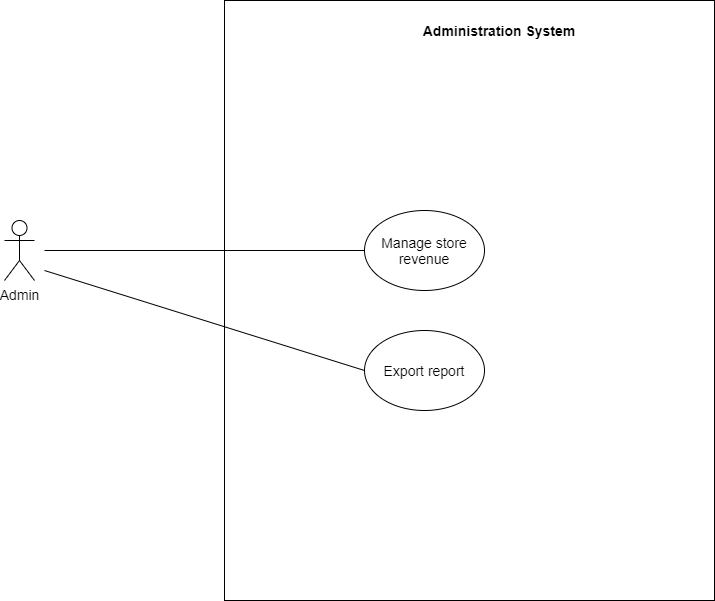 Administration System
Manage store
revenue
Admin
Export report